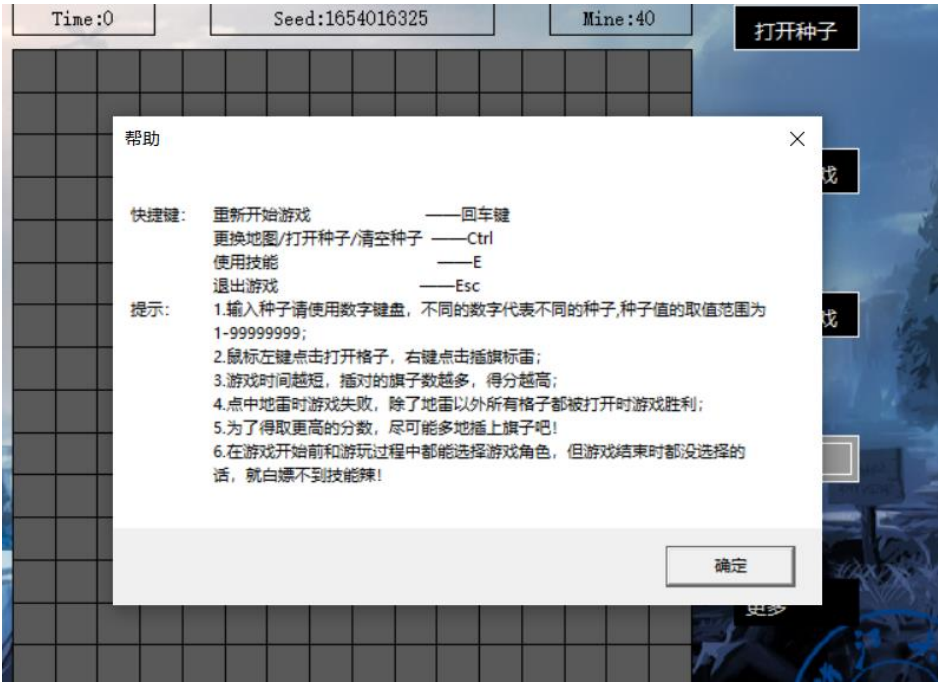 Time:0
Seed:1654016325
Mine:40
打开种子
帮助
戏
快捷键: 重新开始游戏 ——回车键
更换地图/打开种子/清空种子 ——Ctrl
使用技能 ——E
退出游戏 ——Esc
戏
提示: 1.输入种子请使用数字键盘，不同的数字代表不同的种子,种子值的取值范围为
1-99999999;
2.鼠标左键点击打开格子，右键点击插旗标雷;
3.游戏时间越短，插对的旗子数越多，得分越高;
4.点中地雷时游戏失败，除了地雷以外所有格子都被打开时游戏胜利;
5.为了得取更高的分数，尽可能多地插上旗子吧!
6.在游戏开始前和游玩过程中都能选择游戏角色，但游戏结束时都没选择的
话，就白嫖不到技能辣!
确定
更多